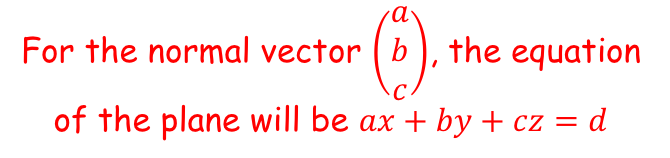 For the normal vector (a b c), the equation
of the plane will be ax + by + cz = d